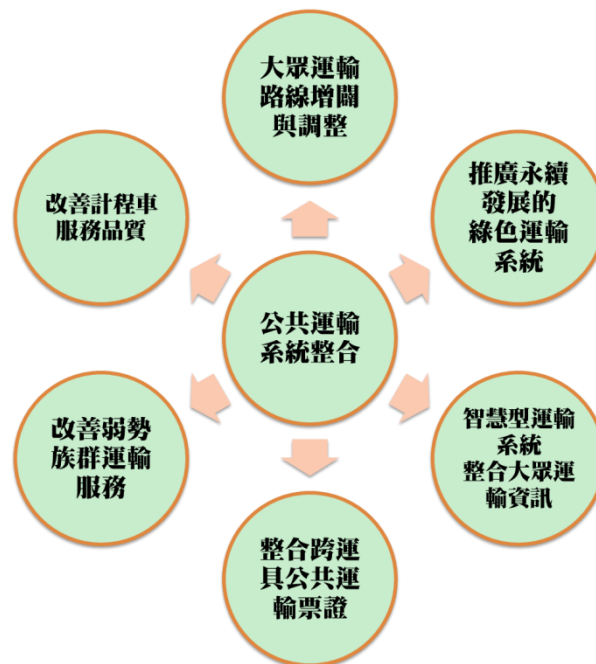 大眾運輸
路線增闢
與調整
推廣永續
發展的
綠色運輸
系統
改善計程車
服務品質
公共運輸
系統整合
智慧型運輸
系統
整合大眾運
輸資訊
改善弱勢
族群運輸
服務
整合跨運
具公共運
輸票證